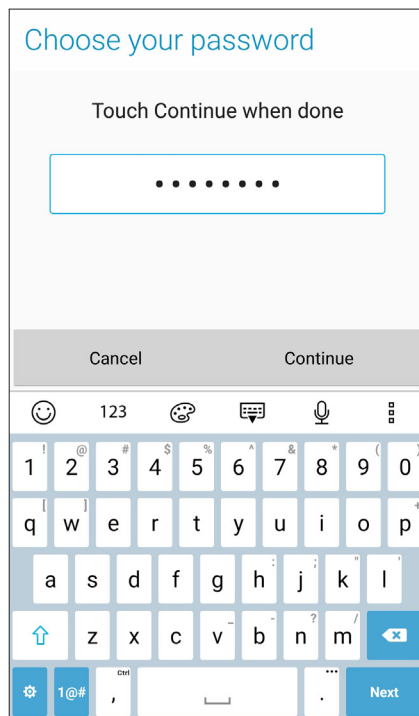 Choose your password
Touch Continue when done
••••••••
Cancel Continue
123
! @ # $ % ^ & * ( )
1 2 3 4 5 6 7 8 9 0
[ ] +
q w e r t y u i o p
: ; " '
a s d f g h j k l
_ - ? /
z x c v b n m
Ctrl •••
1@# , . Next